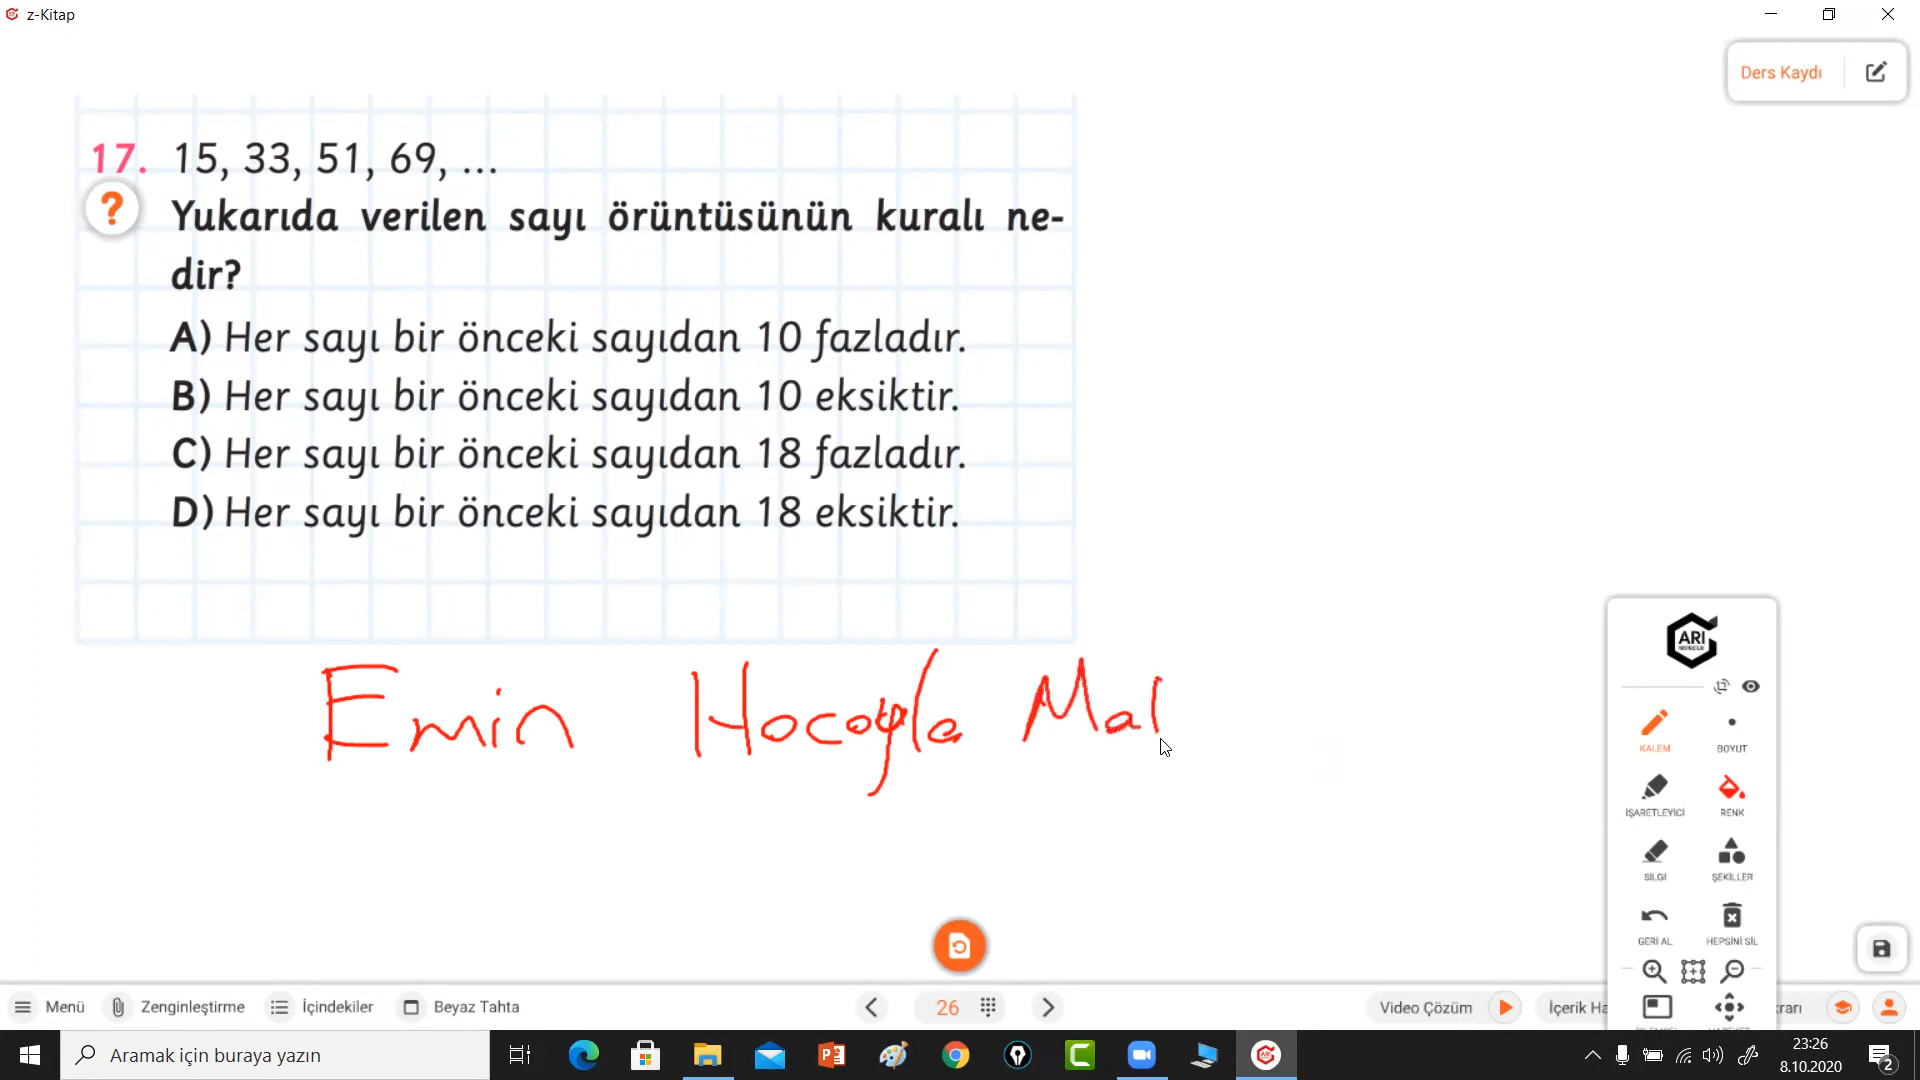 z-Kitap
Ders Kaydı
17. 15, 33, 51, 69, ...
? Yukarıda verilen sayı örüntüsünün kuralı ne-
dir?
A) Her sayı bir önceki sayıdan 10 fazladır.
B) Her sayı bir önceki sayıdan 10 eksiktir.
C) Her sayı bir önceki sayıdan 18 fazladır.
D) Her sayı bir önceki sayıdan 18 eksiktir.
Emin Hocayla Mal
ARI
KALEM BOYUT
İŞARETLEYİCİ RENK
SİLGİ ŞEKİLLER
GERİ AL HEPSİNİ SİL
Menü Zenginleştirme İçindekiler Beyaz Tahta 26 Video Çözüm İçerik Ha
Aramak için buraya yazın
23:26
8.10.2020
2